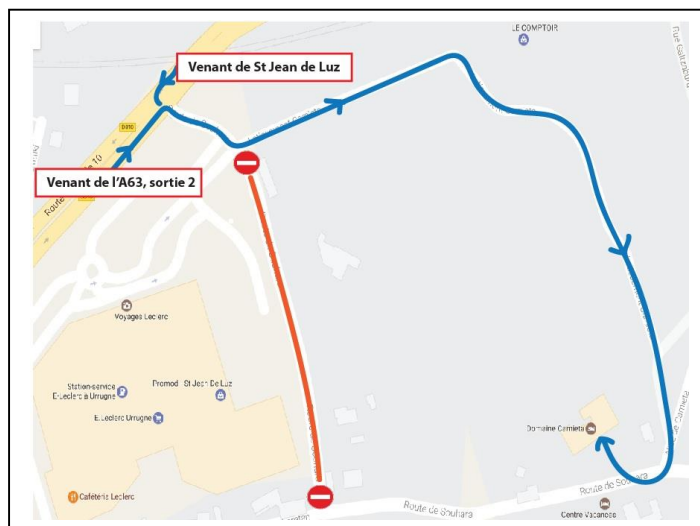 LE COMPTOIR
Venant de St Jean de Luz
D810
Venant de l'A63, sortie 2
Voyages Leclerc
Station-service
E-Leclerc à Urrugne
Promod - St Jean De Luz
E.Leclerc Urrugne
Cafétéria Leclerc
Domaine Camieta
Route de Souhara
Route de Souhara
Centre Vacances